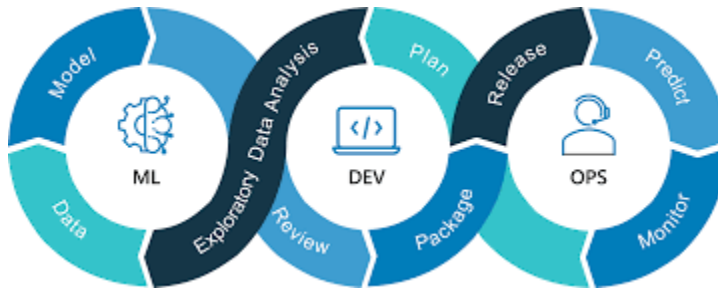 Model
Data
ML
Exploratory Data Analysis
Review
DEV
Plan
Package
Release
OPS
Predict
Monitor